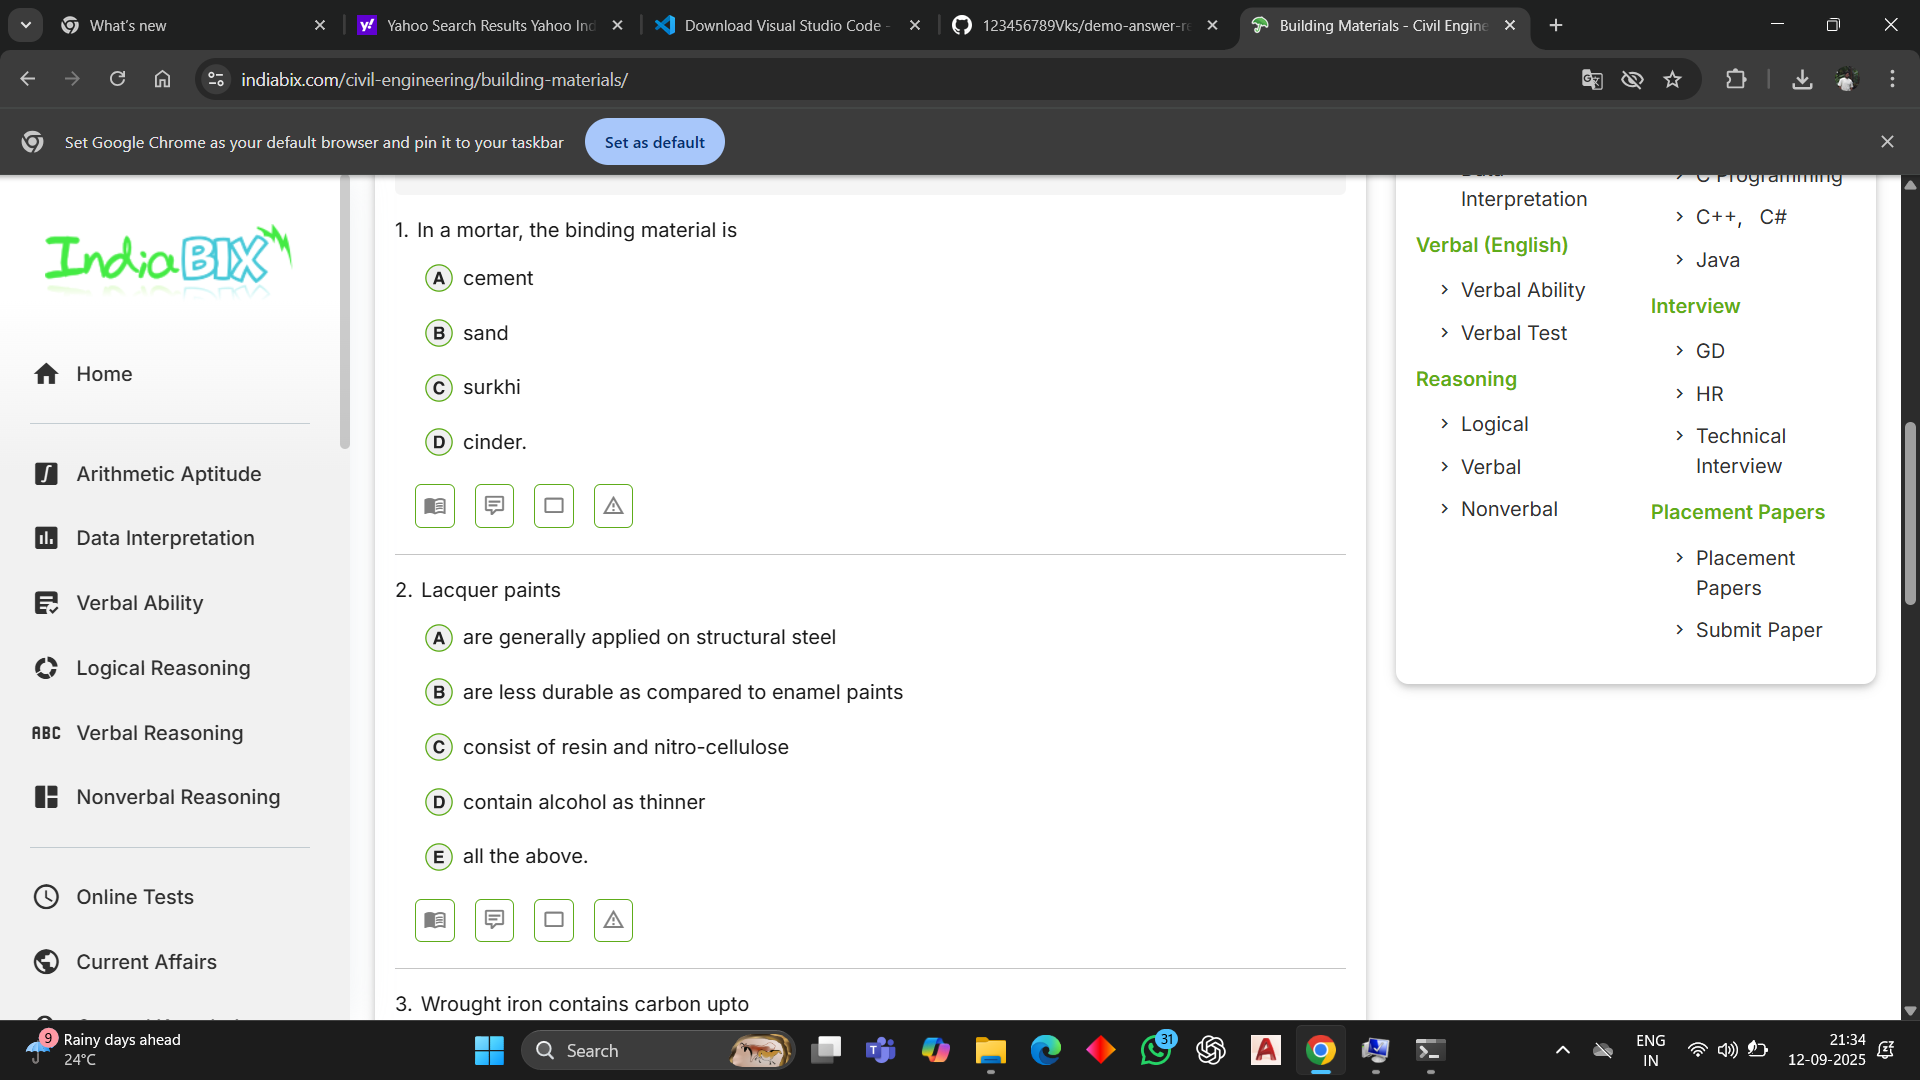 What's new
Yahoo Search Results Yahoo Ind
Download Visual Studio Code -
123456789Vks/demo-answer-re
Building Materials - Civil Engine
indiabix.com/civil-engineering/building-materials/
Set Google Chrome as your default browser and pin it to your taskbar
Set as default
IndiaBIX
Home
Arithmetic Aptitude
Data Interpretation
Verbal Ability
Logical Reasoning
ABC Verbal Reasoning
Nonverbal Reasoning
Online Tests
Current Affairs
1. In a mortar, the binding material is
A cement
B sand
C surkhi
D cinder.
2. Lacquer paints
A are generally applied on structural steel
B are less durable as compared to enamel paints
C consist of resin and nitro-cellulose
D contain alcohol as thinner
E all the above.
3. Wrought iron contains carbon upto
Data
Interpretation
Verbal (English)
Verbal Ability
Verbal Test
Reasoning
Logical
Verbal
Nonverbal
C Programming
C++, C#
Java
Interview
GD
HR
Technical
Interview
Placement Papers
Placement
Papers
Submit Paper
9
Rainy days ahead
24°C
Search
31
ENG
IN
21:34
12-09-2025